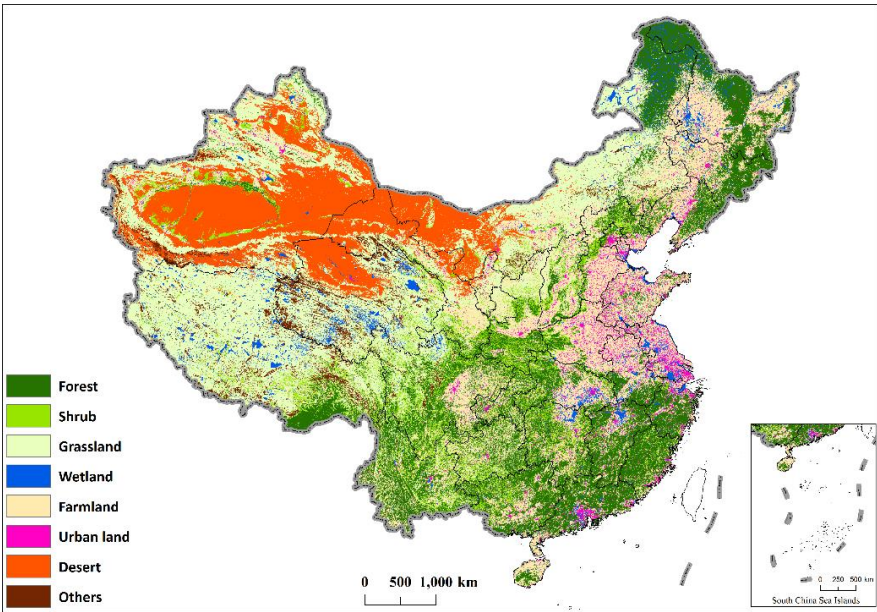 Forest
Shrub
Grassland
Wetland
Farmland
Urban land
Desert
Others
0 500 1,000 km
0 250 500 km
South China Sea Islands